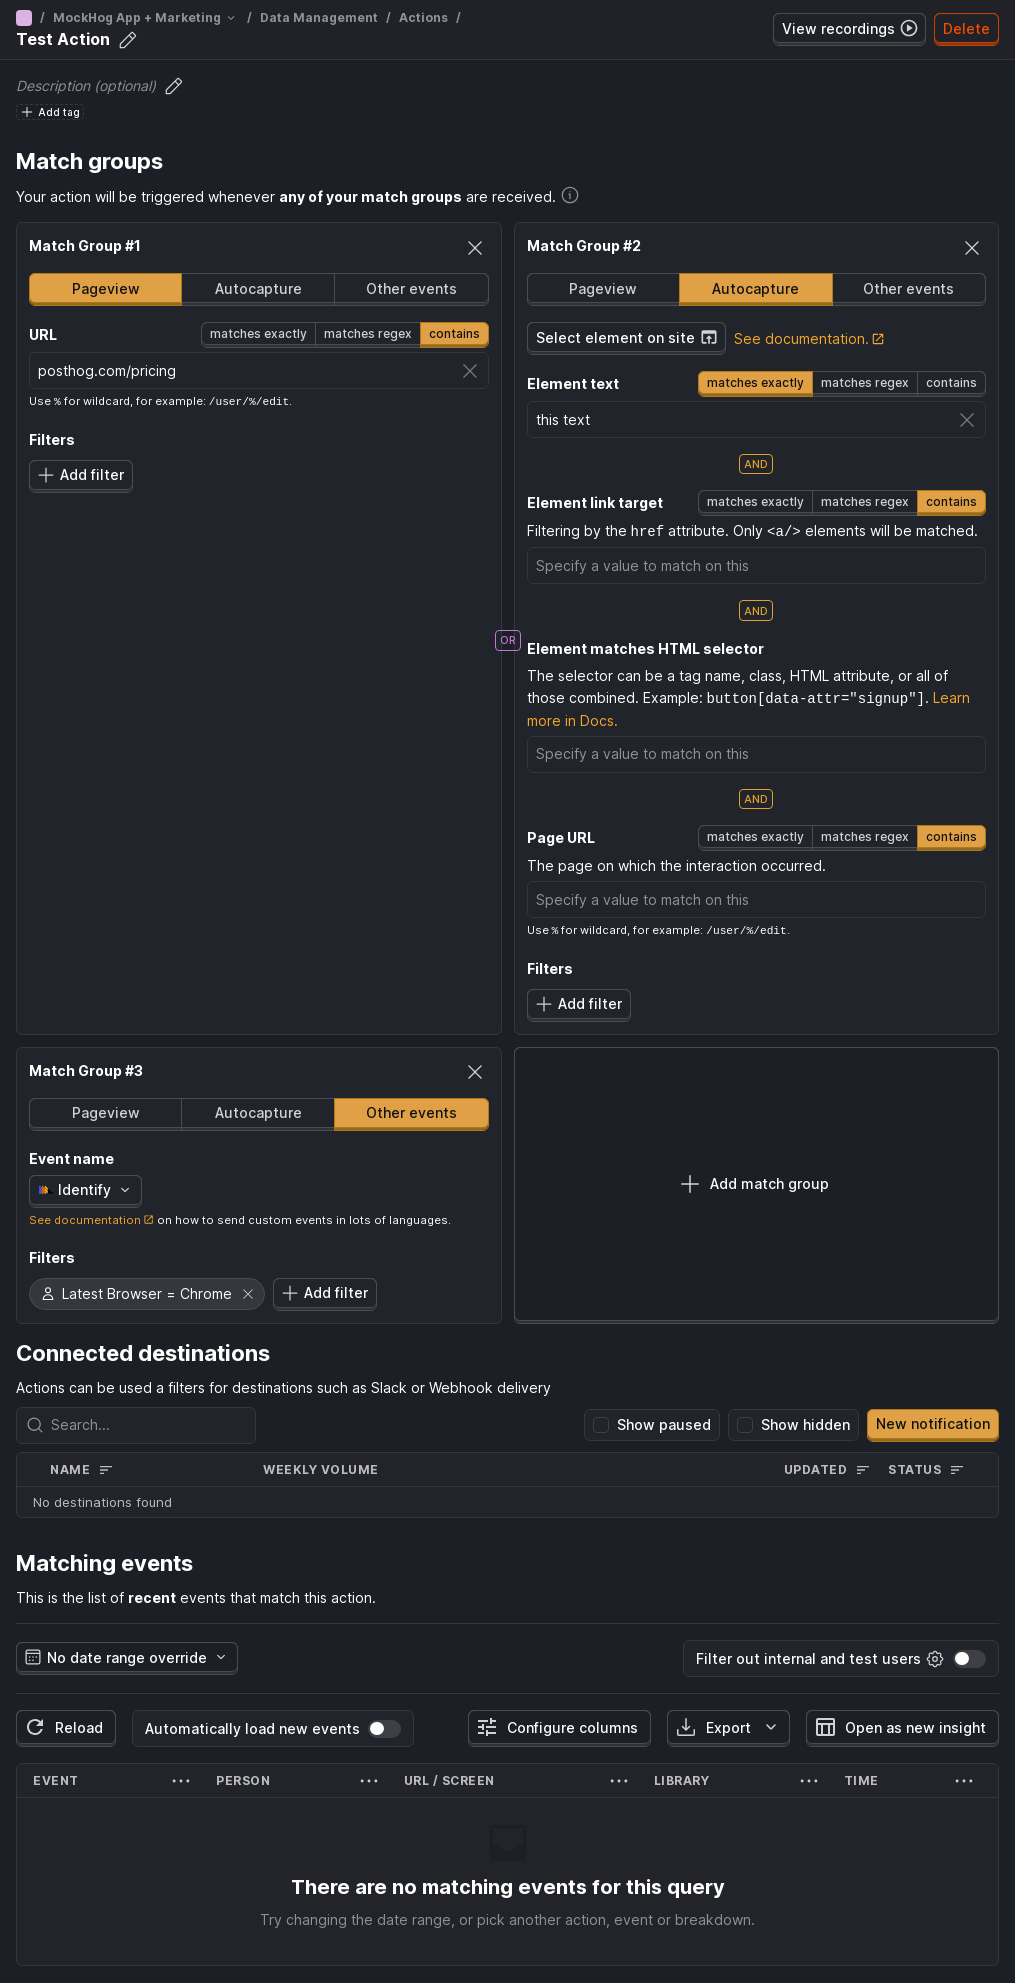 / MockHog App + Marketing / Data Management / Actions /
Test Action
View recordings
Delete
Description (optional)
Add tag
Match groups
Your action will be triggered whenever any of your match groups are received.
Match Group #1
Pageview
Autocapture
Other events
URL
matches exactly
matches regex
contains
posthog.com/pricing
Use % for wildcard, for example: /user/%/edit.
Filters
Add filter
OR
Match Group #2
Pageview
Autocapture
Other events
Select element on site
See documentation.
Element text
matches exactly
matches regex
contains
this text
AND
Element link target
matches exactly
matches regex
contains
Filtering by the href attribute. Only <a/> elements will be matched.
Specify a value to match on this
AND
Element matches HTML selector
The selector can be a tag name, class, HTML attribute, or all of
those combined. Example: button[data-attr="signup"]. Learn
more in Docs.
Specify a value to match on this
AND
Page URL
matches exactly
matches regex
contains
The page on which the interaction occurred.
Specify a value to match on this
Use % for wildcard, for example: /user/%/edit.
Filters
Add filter
Match Group #3
Pageview
Autocapture
Other events
Event name
Identify
See documentation on how to send custom events in lots of languages.
Filters
Latest Browser = Chrome
Add filter
Add match group
Connected destinations
Actions can be used a filters for destinations such as Slack or Webhook delivery
Search...
Show paused
Show hidden
New notification
NAME
WEEKLY VOLUME
UPDATED
STATUS
No destinations found
Matching events
This is the list of recent events that match this action.
No date range override
Filter out internal and test users
Reload
Automatically load new events
Configure columns
Export
Open as new insight
EVENT
PERSON
URL / SCREEN
LIBRARY
TIME
There are no matching events for this query
Try changing the date range, or pick another action, event or breakdown.